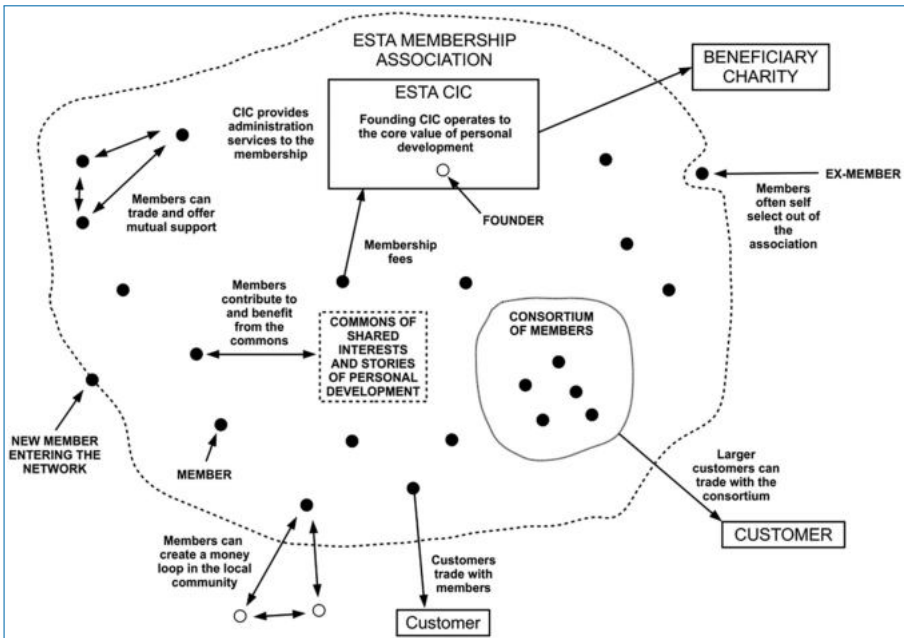 ESTA MEMBERSHIP
ASSOCIATION
BENEFICIARY
CHARITY
ESTA CIC
CIC provides
administration
services to the
membership
Founding CIC operates to
the core value of personal
development
FOUNDER
EX-MEMBER
Members
often self
select out of
the
association
Members can
trade and offer
mutual support
Membership
fees
Members
contribute to
and benefit
from the
commons
COMMONS OF
SHARED
INTERESTS
AND STORIES
OF PERSONAL
DEVELOPMENT
CONSORTIUM
OF MEMBERS
NEW MEMBER
ENTERING THE
NETWORK
MEMBER
Larger
customers can
trade with the
consortium
CUSTOMER
Members can
create a money
loop in the local
community
Customers
trade with
members
Customer